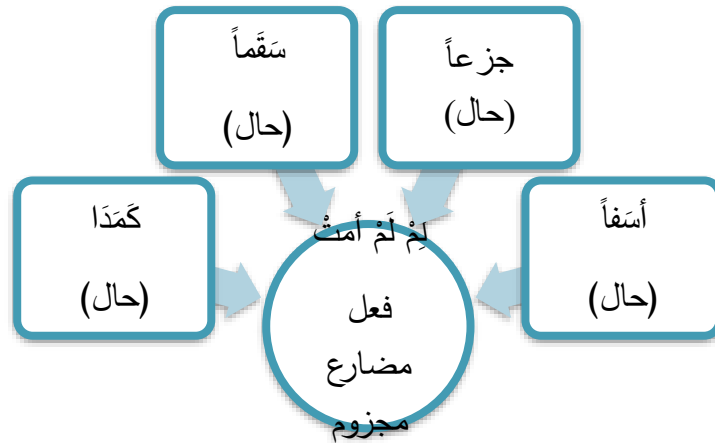 أسَفاً
(حال)
جزعاً
(حال)
سَقَماً
(حال)
كَمَدَا
(حال)
لِمْ لَمْ أمتْ
فعل
مضارع
مجزوم